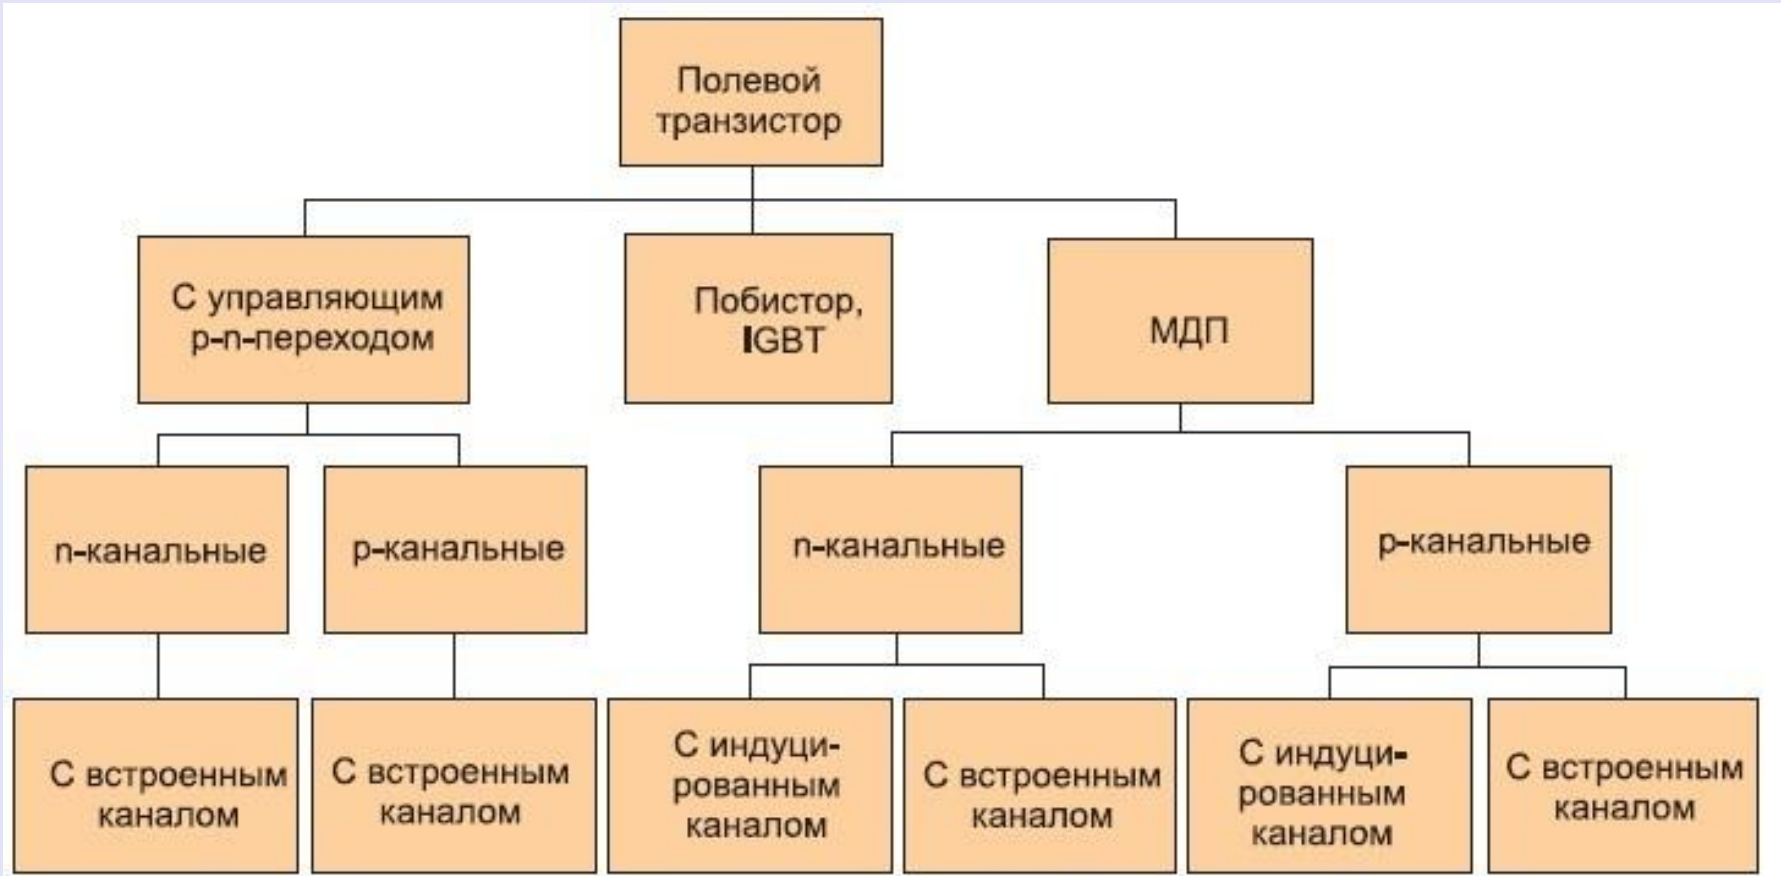 Полевой
транзистор
С управляющим
p-n-переходом
Побистор,
IGBT
МДП
n-канальные
p-канальные
n-канальные
p-канальные
С встроенным
каналом
С встроенным
каналом
С индуци-
рованным
каналом
С встроенным
каналом
С индуци-
рованным
каналом
С встроенным
каналом